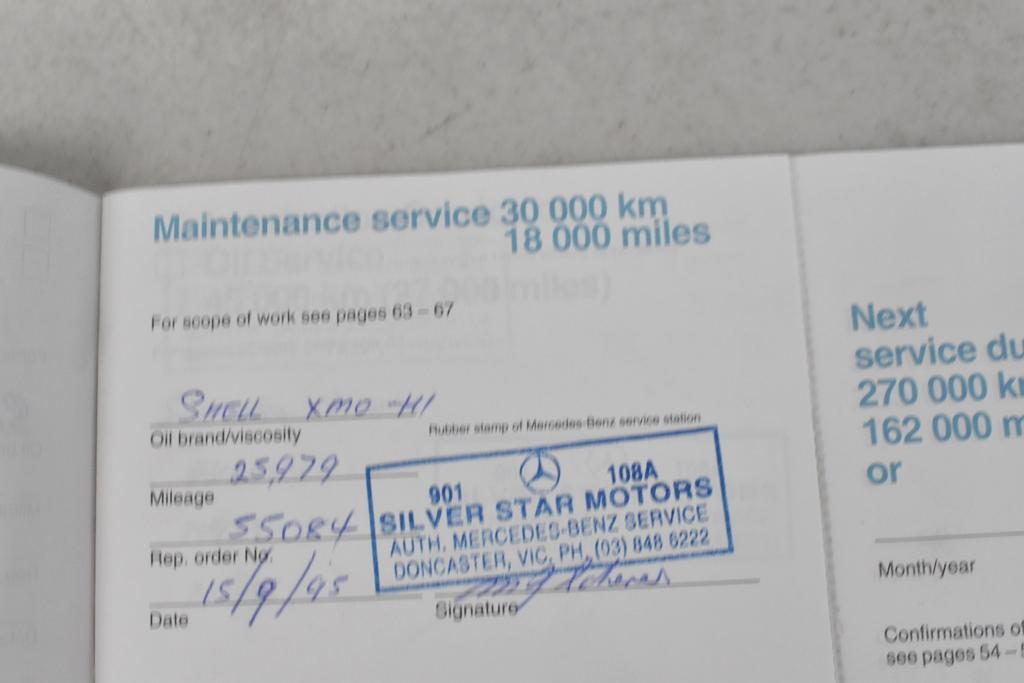 Maintenance service 30 000 km
18 000 miles
For scope of work see pages 63 – 67
SHELL XMO-H1
Oil brand/viscosity
Rubber stamp of Mercedes-Benz service station
25,979
Mileage
55084
Rep. order No.
15/9/95
Date
901 108A
SILVER STAR MOTORS
AUTH. MERCEDES-BENZ SERVICE
DONCASTER, VIC, PH, (03) 848 6222
Signature
Next
service du
270 000 k
162 000 m
or
Month/year
Confirmations of
see pages 54 –